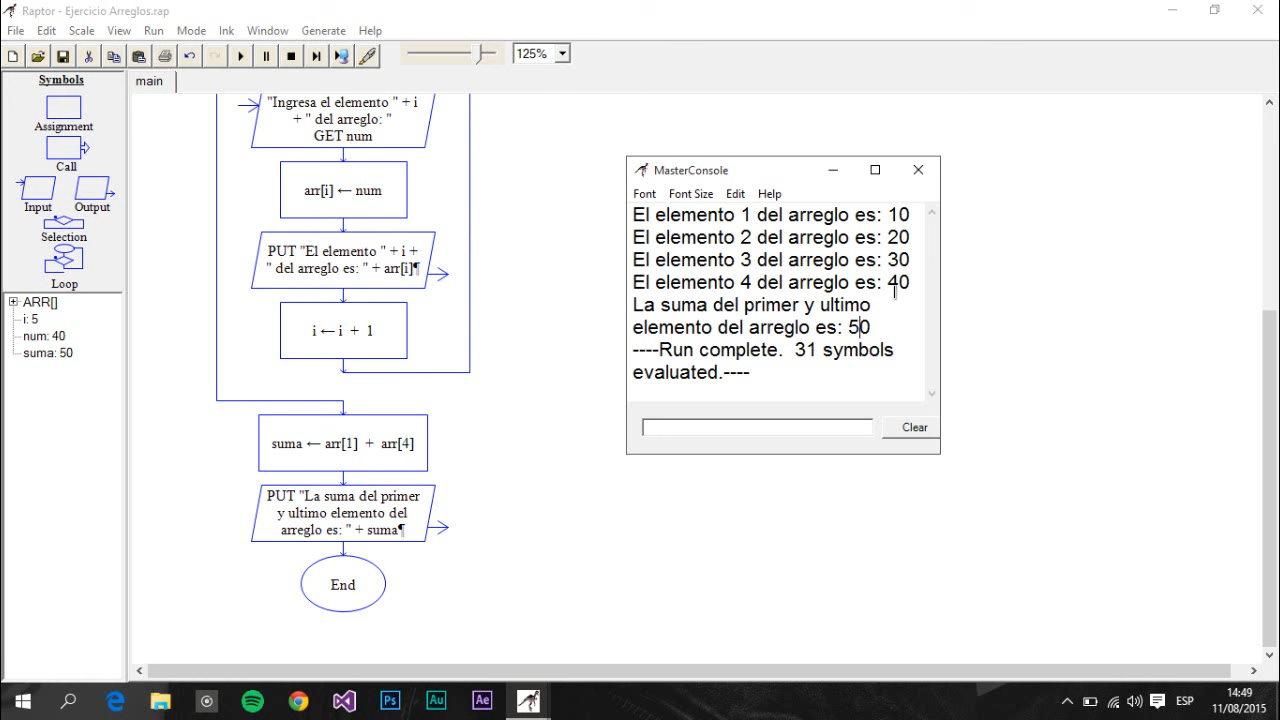 Raptor - Ejercicio Arreglos.rap
File Edit Scale View Run Mode Ink Window Generate Help
125%
Symbols
Assignment
Call
Input Output
Selection
Loop
ARR[]
i: 5
num: 40
suma: 50
main
"Ingresa el elemento " + i
+ " del arreglo: "
GET num
arr[i] ← num
PUT "El elemento " + i +
" del arreglo es: " + arr[i]¶
i ← i + 1
suma ← arr[1] + arr[4]
PUT "La suma del primer
y ultimo elemento del
arreglo es: " + suma¶
End
MasterConsole
Font Font Size Edit Help
El elemento 1 del arreglo es: 10
El elemento 2 del arreglo es: 20
El elemento 3 del arreglo es: 30
El elemento 4 del arreglo es: 40
La suma del primer y ultimo
elemento del arreglo es: 50
----Run complete. 31 symbols
evaluated.----
Clear
Ps Au Ae
ESP
14:49
11/08/2015